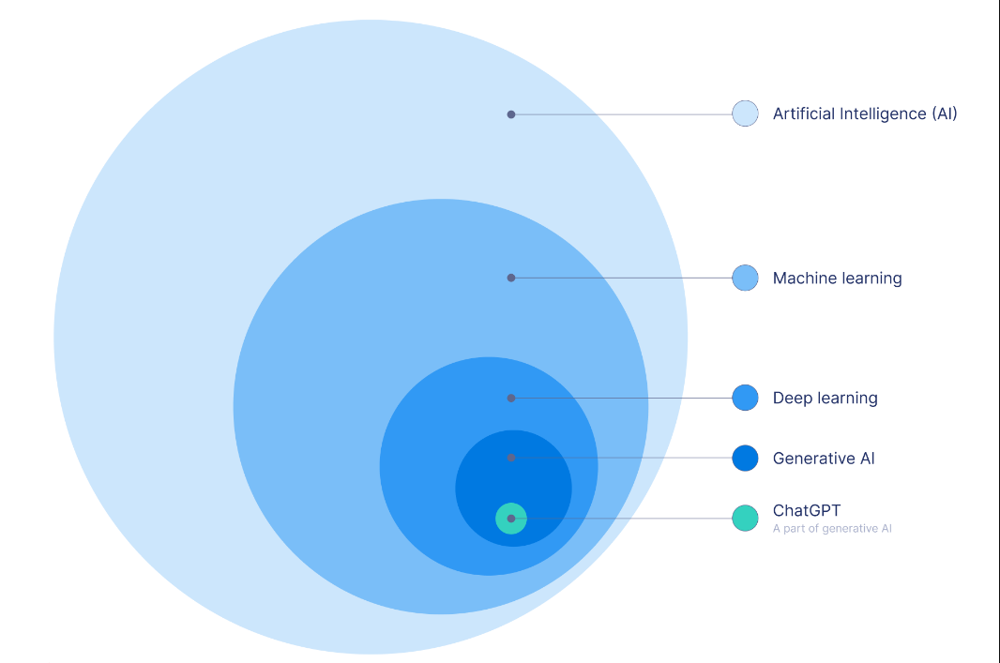 Artificial Intelligence (AI)
Machine learning
Deep learning
Generative AI
ChatGPT
A part of generative AI